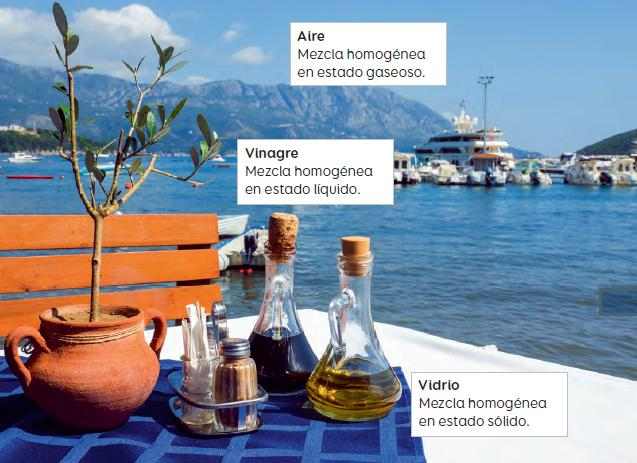 Aire
Mezcla homogénea
en estado gaseoso.
Vinagre
Mezcla homogénea
en estado líquido.
Vidrio
Mezcla homogénea
en estado sólido.